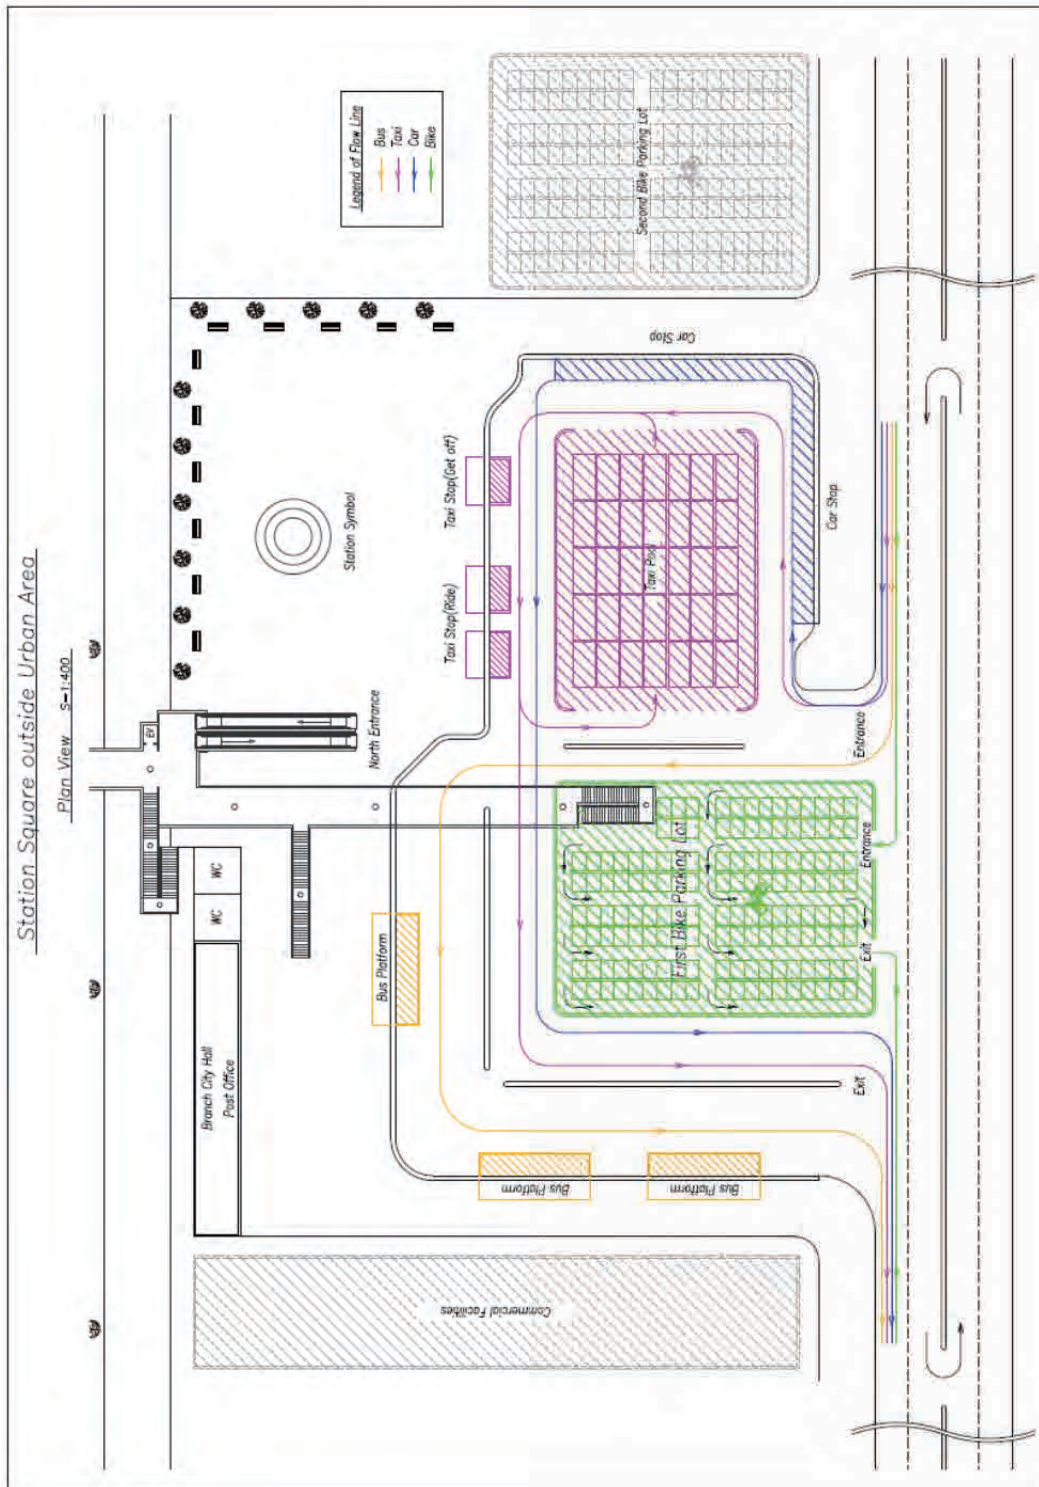 Station Square outside Urban Area
Plan View S=1:400
Legend of Flow Line
Bus
Taxi
Car
Bike
Second Bike Parking Lot
Car Stop
Station Symbol
Taxi Stop(Get off)
Taxi Stop(Ride)
Taxi Pool
Car Stop
EV
North Entrance
Entrance
WC
WC
Bus Platform
First Bike Parking Lot
Entrance
Exit
Branch City Hall
Post Office
Exit
Bus Platform
Bus Platform
Commercial Facilities